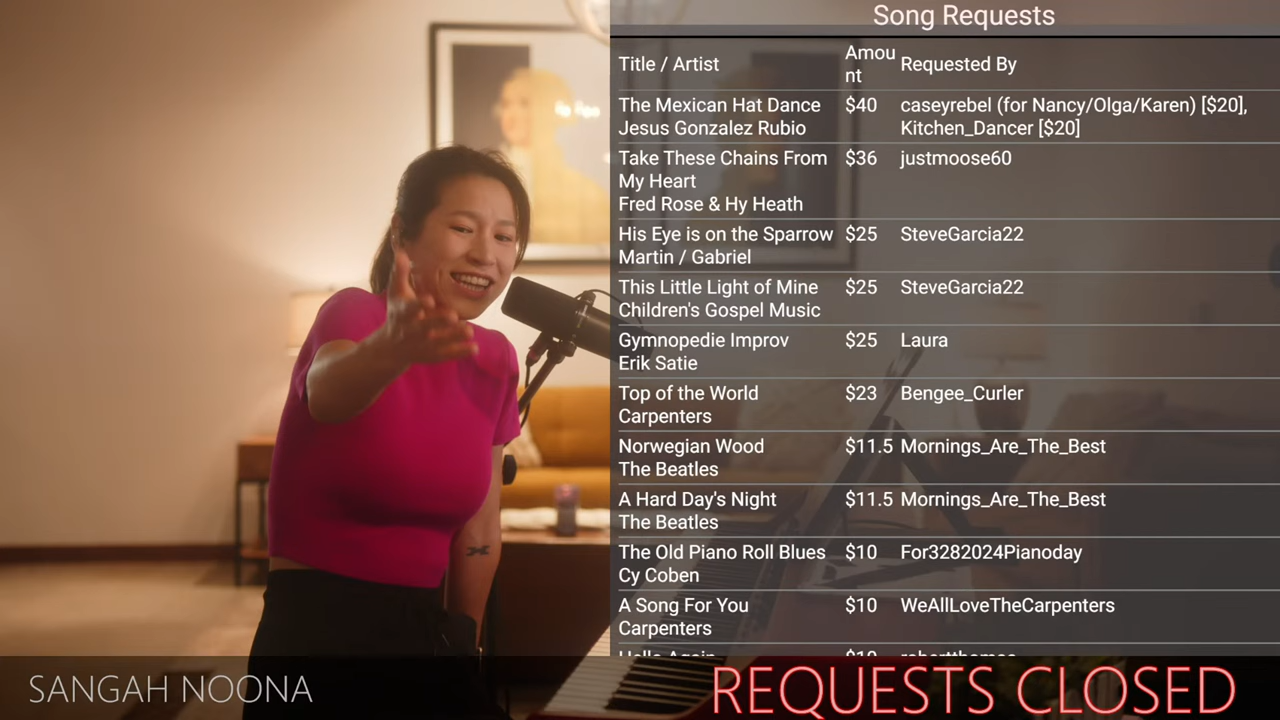 Song Requests
Title / Artist
Amou
nt
Requested By
The Mexican Hat Dance
Jesus Gonzalez Rubio
$40
caseyrebel (for Nancy/Olga/Karen) [$20],
Kitchen_Dancer [$20]
Take These Chains From
My Heart
Fred Rose & Hy Heath
$36
justmoose60
His Eye is on the Sparrow
Martin / Gabriel
$25
SteveGarcia22
This Little Light of Mine
Children's Gospel Music
$25
SteveGarcia22
Gymnopedie Improv
Erik Satie
$25
Laura
Top of the World
Carpenters
$23
Bengee_Curler
Norwegian Wood
The Beatles
$11.5
Mornings_Are_The_Best
A Hard Day's Night
The Beatles
$11.5
Mornings_Are_The_Best
The Old Piano Roll Blues
Cy Coben
$10
For3282024Pianoday
A Song For You
Carpenters
$10
WeAllLoveTheCarpenters
SANGAH NOONA
REQUESTS CLOSED